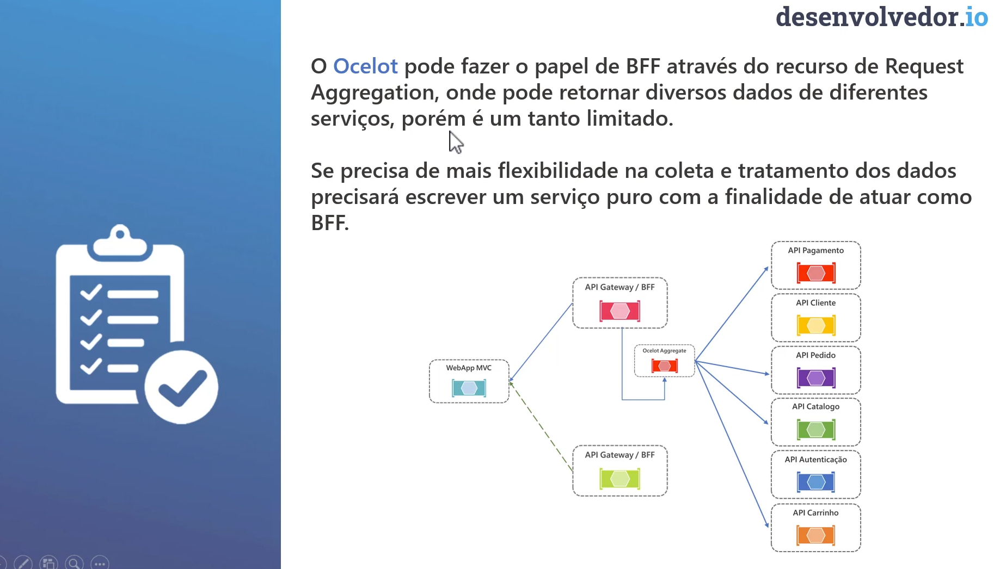 desenvolvedor.io
O Ocelot pode fazer o papel de BFF através do recurso de Request
Aggregation, onde pode retornar diversos dados de diferentes
serviços, porém é um tanto limitado.
Se precisa de mais flexibilidade na coleta e tratamento dos dados
precisará escrever um serviço puro com a finalidade de atuar como
BFF.
API Pagamento
API Gateway / BFF
API Cliente
Ocelot Aggregate
API Pedido
WebApp MVC
API Catalogo
API Gateway / BFF
API Autenticação
API Carrinho